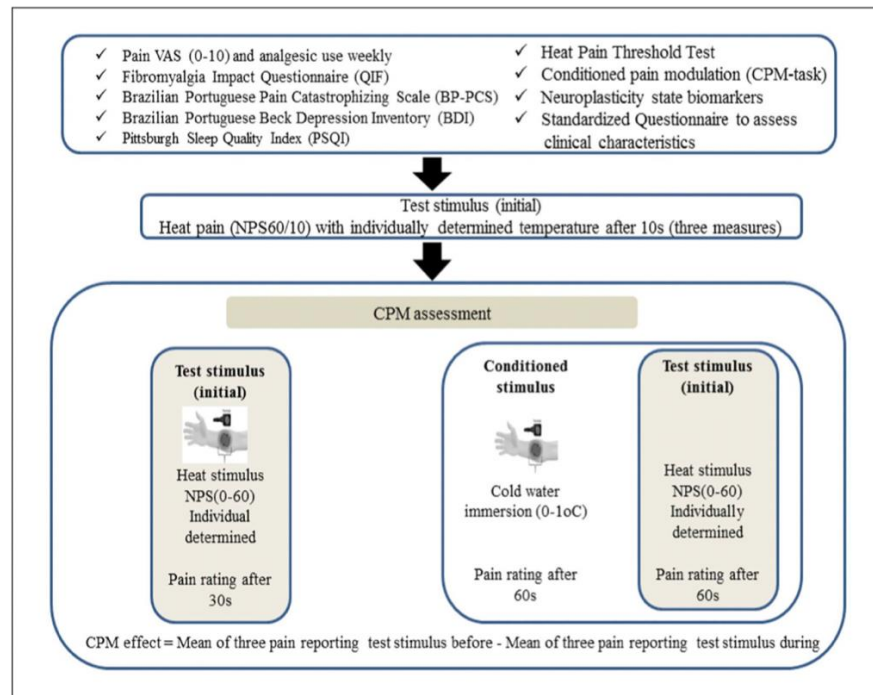 ✓ Pain VAS (0-10) and analgesic use weekly
✓ Fibromyalgia Impact Questionnaire (QIF)
✓ Brazilian Portuguese Pain Catastrophizing Scale (BP-PCS)
✓ Brazilian Portuguese Beck Depression Inventory (BDI)
✓ Pittsburgh Sleep Quality Index (PSQI)
✓ Heat Pain Threshold Test
✓ Conditioned pain modulation (CPM-task)
✓ Neuroplasticity state biomarkers
✓ Standardized Questionnaire to assess
clinical characteristics
Test stimulus (initial)
Heat pain (NPS60/10) with individually determined temperature after 10s (three measures)
CPM assessment
Test stimulus
(initial)
Heat stimulus
NPS(0-60)
Individual
determined
Pain rating after
30s
Conditioned
stimulus
Cold water
immersion (0-1oC)
Pain rating after
60s
Test stimulus
(initial)
Heat stimulus
NPS(0-60)
Individually
determined
Pain rating after
60s
CPM effect = Mean of three pain reporting test stimulus before - Mean of three pain reporting test stimulus during